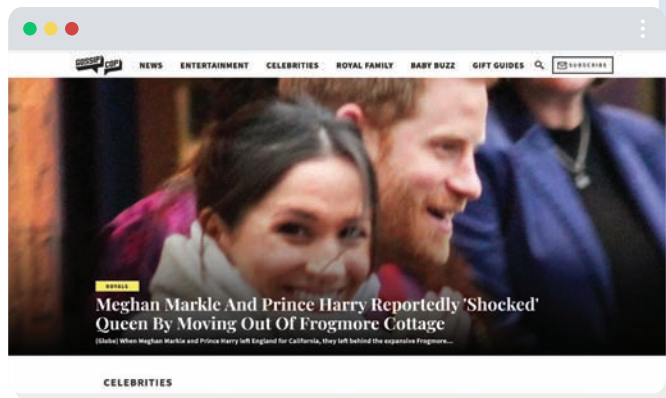 GOSSIP COP
NEWS ENTERTAINMENT CELEBRITIES ROYAL FAMILY BABY BUZZ GIFT GUIDES SUBSCRIBE
ROYALS
Meghan Markle And Prince Harry Reportedly 'Shocked'
Queen By Moving Out Of Frogmore Cottage
(Globe) When Meghan Markle and Prince Harry left England for California, they left behind the expansive Frogmore...
CELEBRITIES